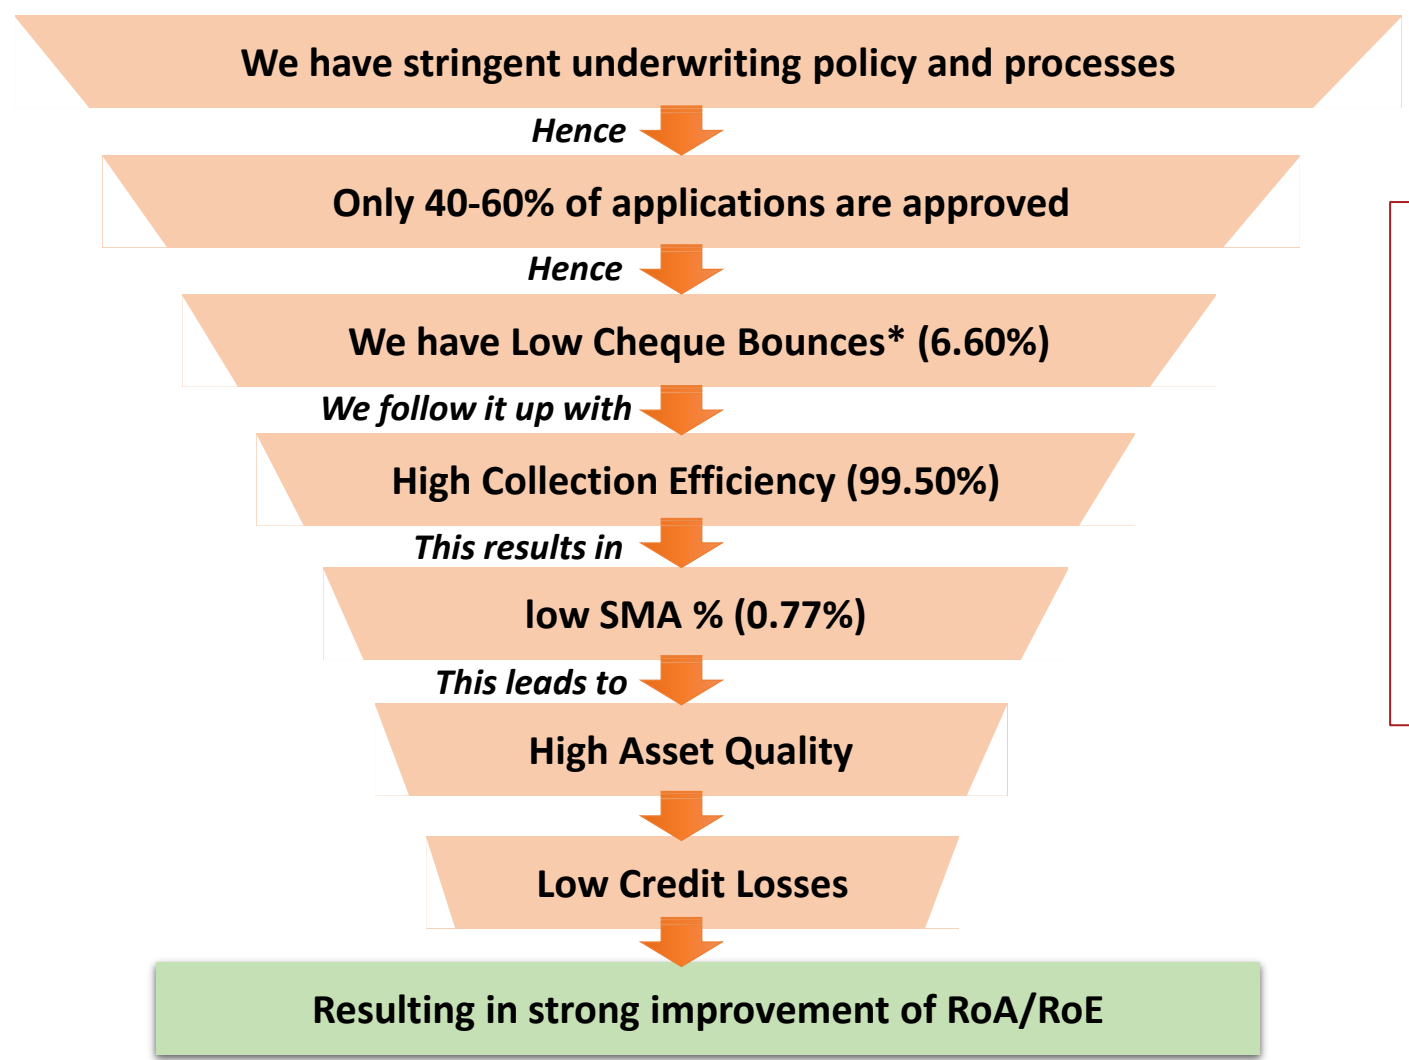 We have stringent underwriting policy and processes
Hence
Only 40-60% of applications are approved
Hence
We have Low Cheque Bounces* (6.60%)
We follow it up with
High Collection Efficiency (99.50%)
This results in
low SMA % (0.77%)
This leads to
High Asset Quality
Low Credit Losses
Resulting in strong improvement of RoA/RoE